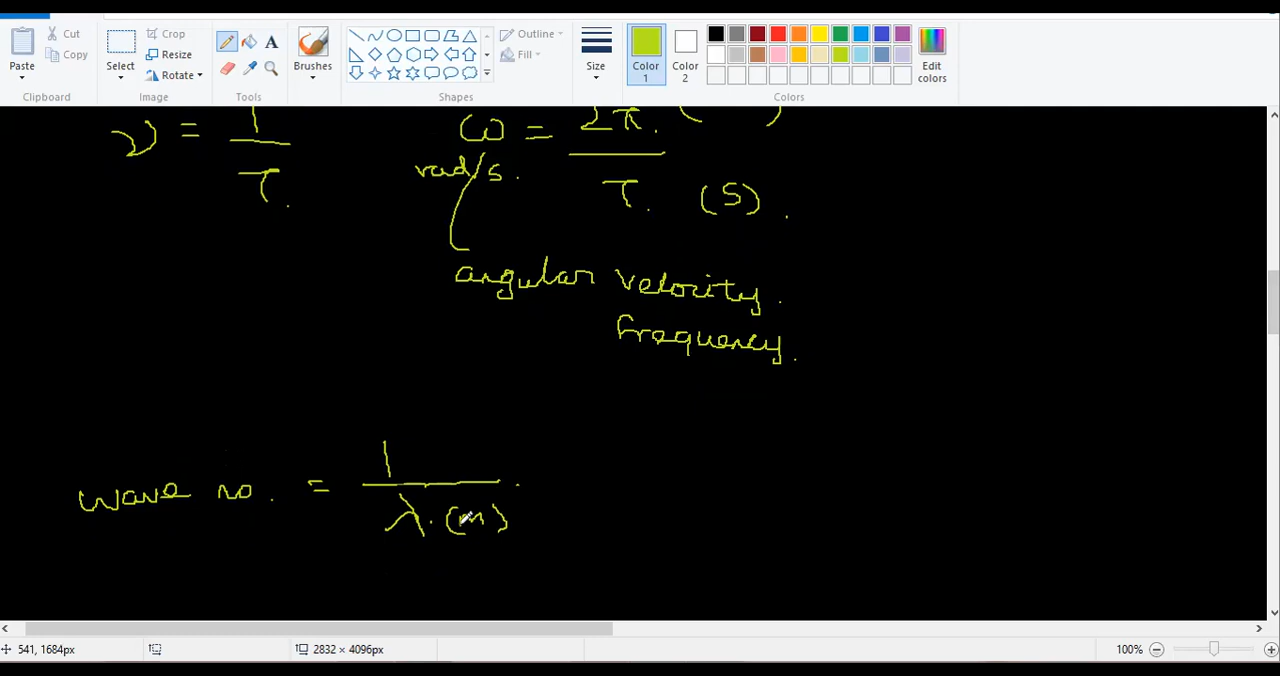 Cut
Copy
Paste
Clipboard
Select
Crop
Resize
Rotate
Image
A
Tools
Brushes
Outline
Fill
Shapes
Size
Color 1
Color 2
Edit colors
Colors
ν = 1/T.
ω = 2π. ( ) / T. (S).
rad/s.
angular velocity.
frequency.
wave no. = 1/λ.(m)
541, 1684px
2832 × 4096px
100%